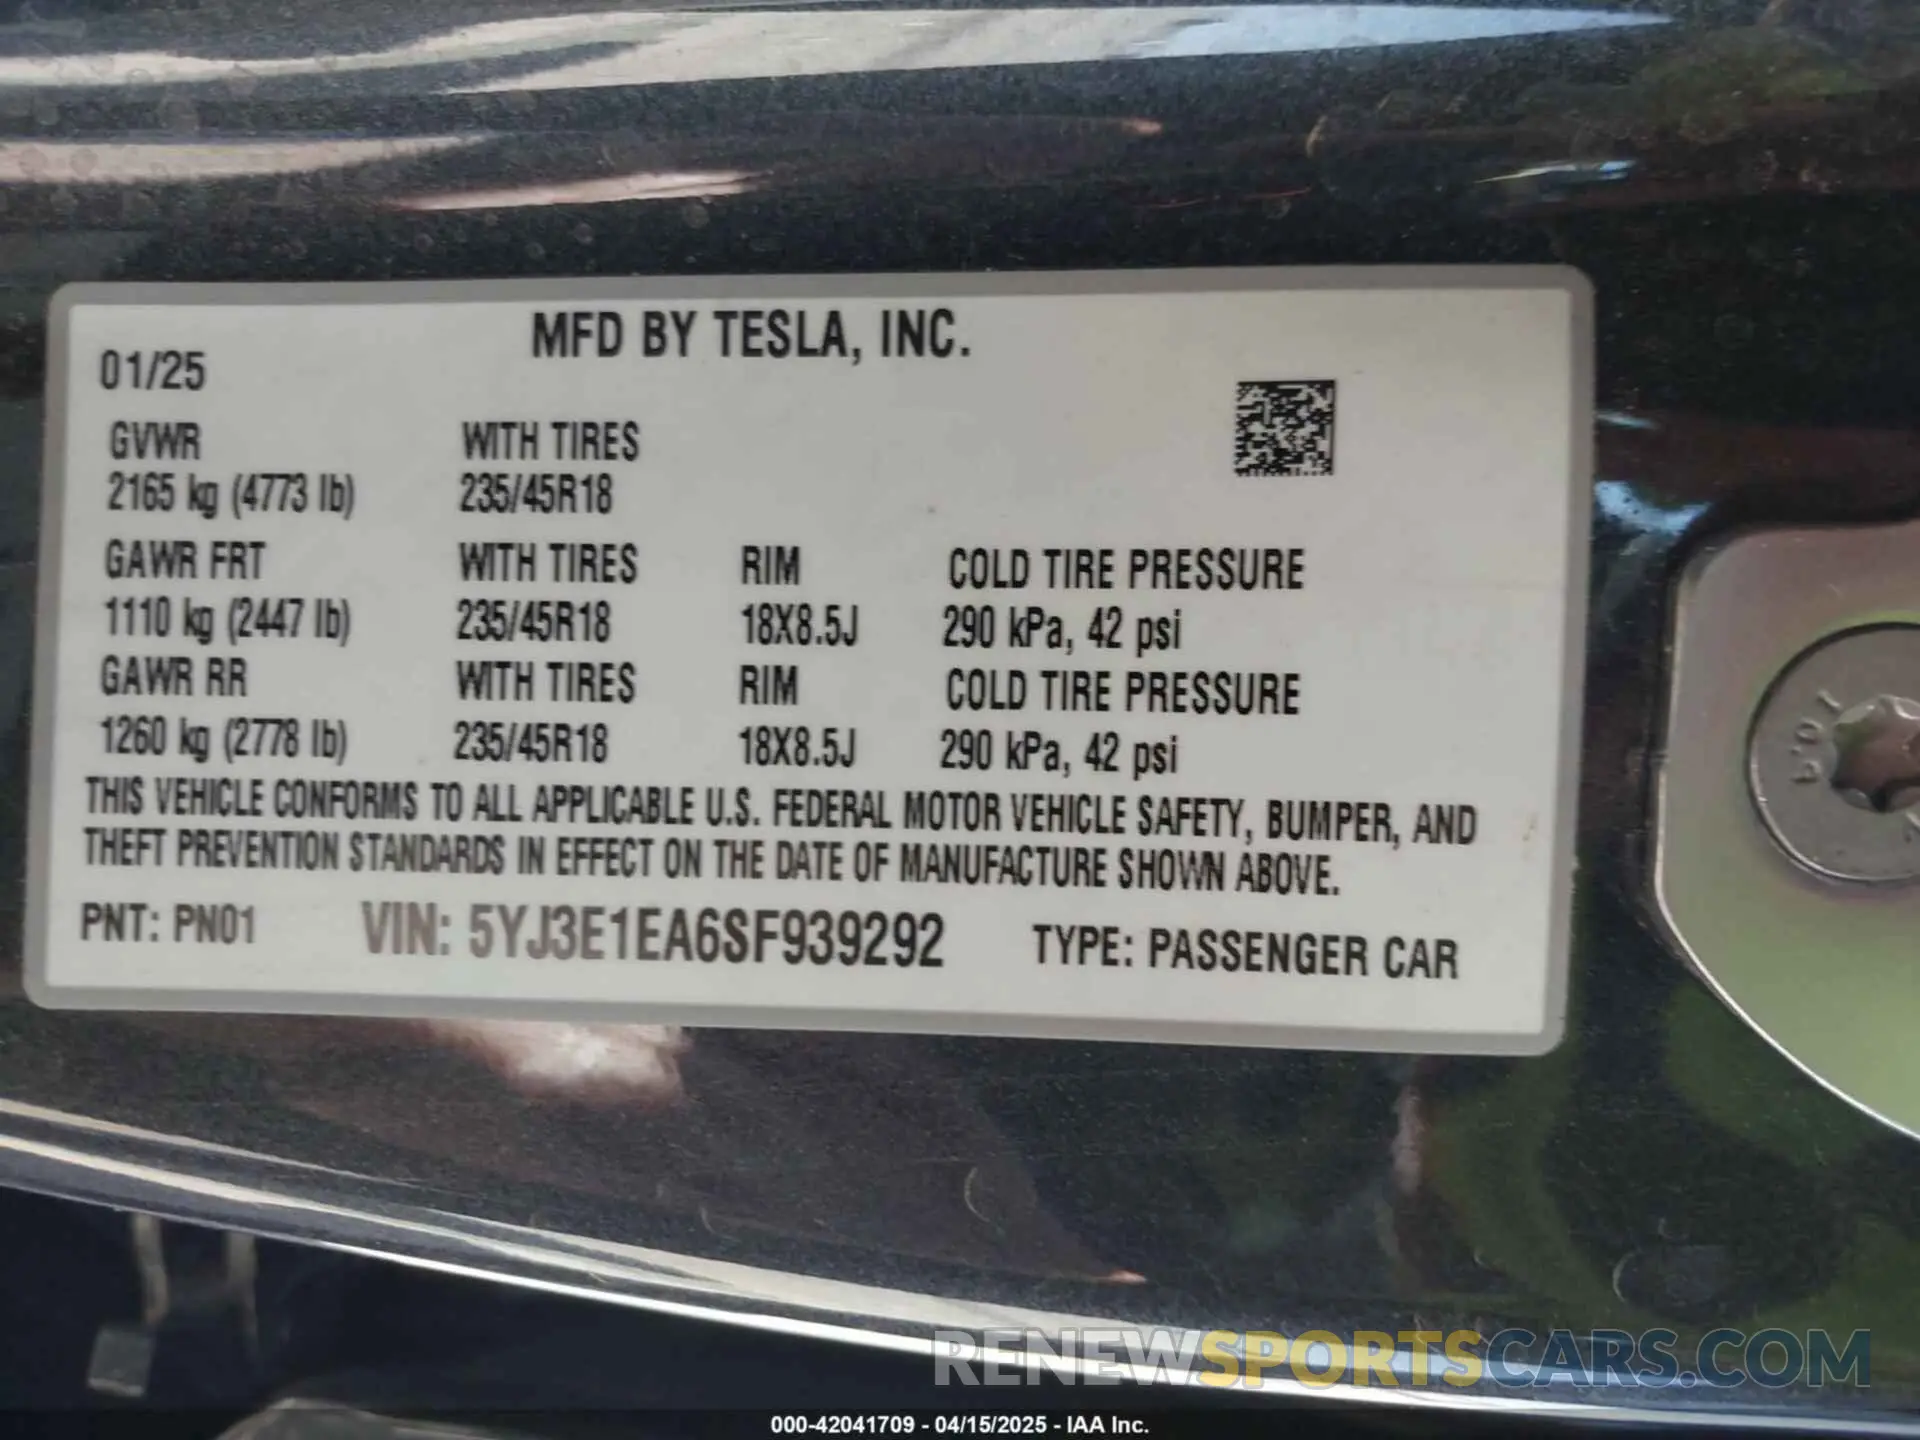 MFD BY TESLA, INC.
01/25
GVWR WITH TIRES
2165 kg (4773 lb) 235/45R18
GAWR FRT WITH TIRES RIM COLD TIRE PRESSURE
1110 kg (2447 lb) 235/45R18 18X8.5J 290 kPa, 42 psi
GAWR RR WITH TIRES RIM COLD TIRE PRESSURE
1260 kg (2778 lb) 235/45R18 18X8.5J 290 kPa, 42 psi
THIS VEHICLE CONFORMS TO ALL APPLICABLE U.S. FEDERAL MOTOR VEHICLE SAFETY, BUMPER, AND
THEFT PREVENTION STANDARDS IN EFFECT ON THE DATE OF MANUFACTURE SHOWN ABOVE.
PNT: PN01 VIN: 5YJ3E1EA6SF939292 TYPE: PASSENGER CAR
RENEWSPORTSCARS.COM
000-42041709 - 04/15/2025 - IAA Inc.